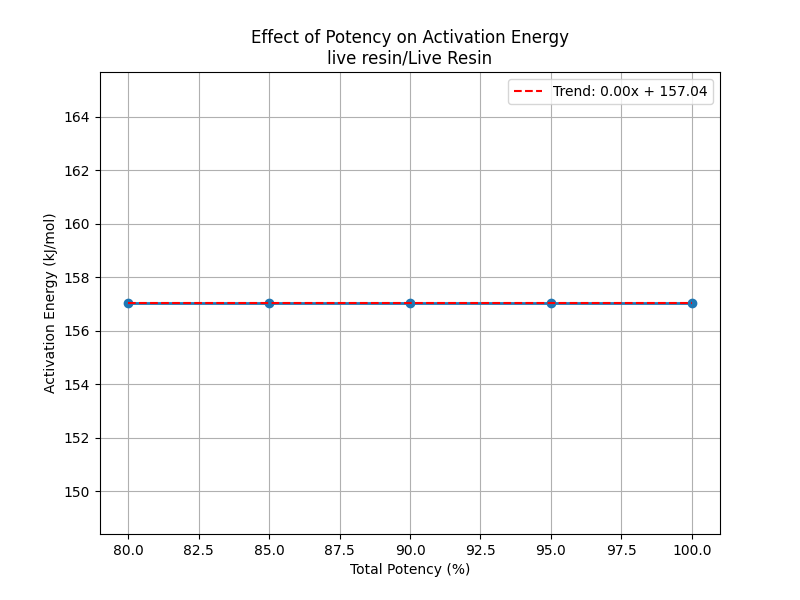 Effect of Potency on Activation Energy
live resin/Live Resin
Trend: 0.00x + 157.04
Activation Energy (kJ/mol)
164
162
160
158
156
154
152
150
80.0 82.5 85.0 87.5 90.0 92.5 95.0 97.5 100.0
Total Potency (%)